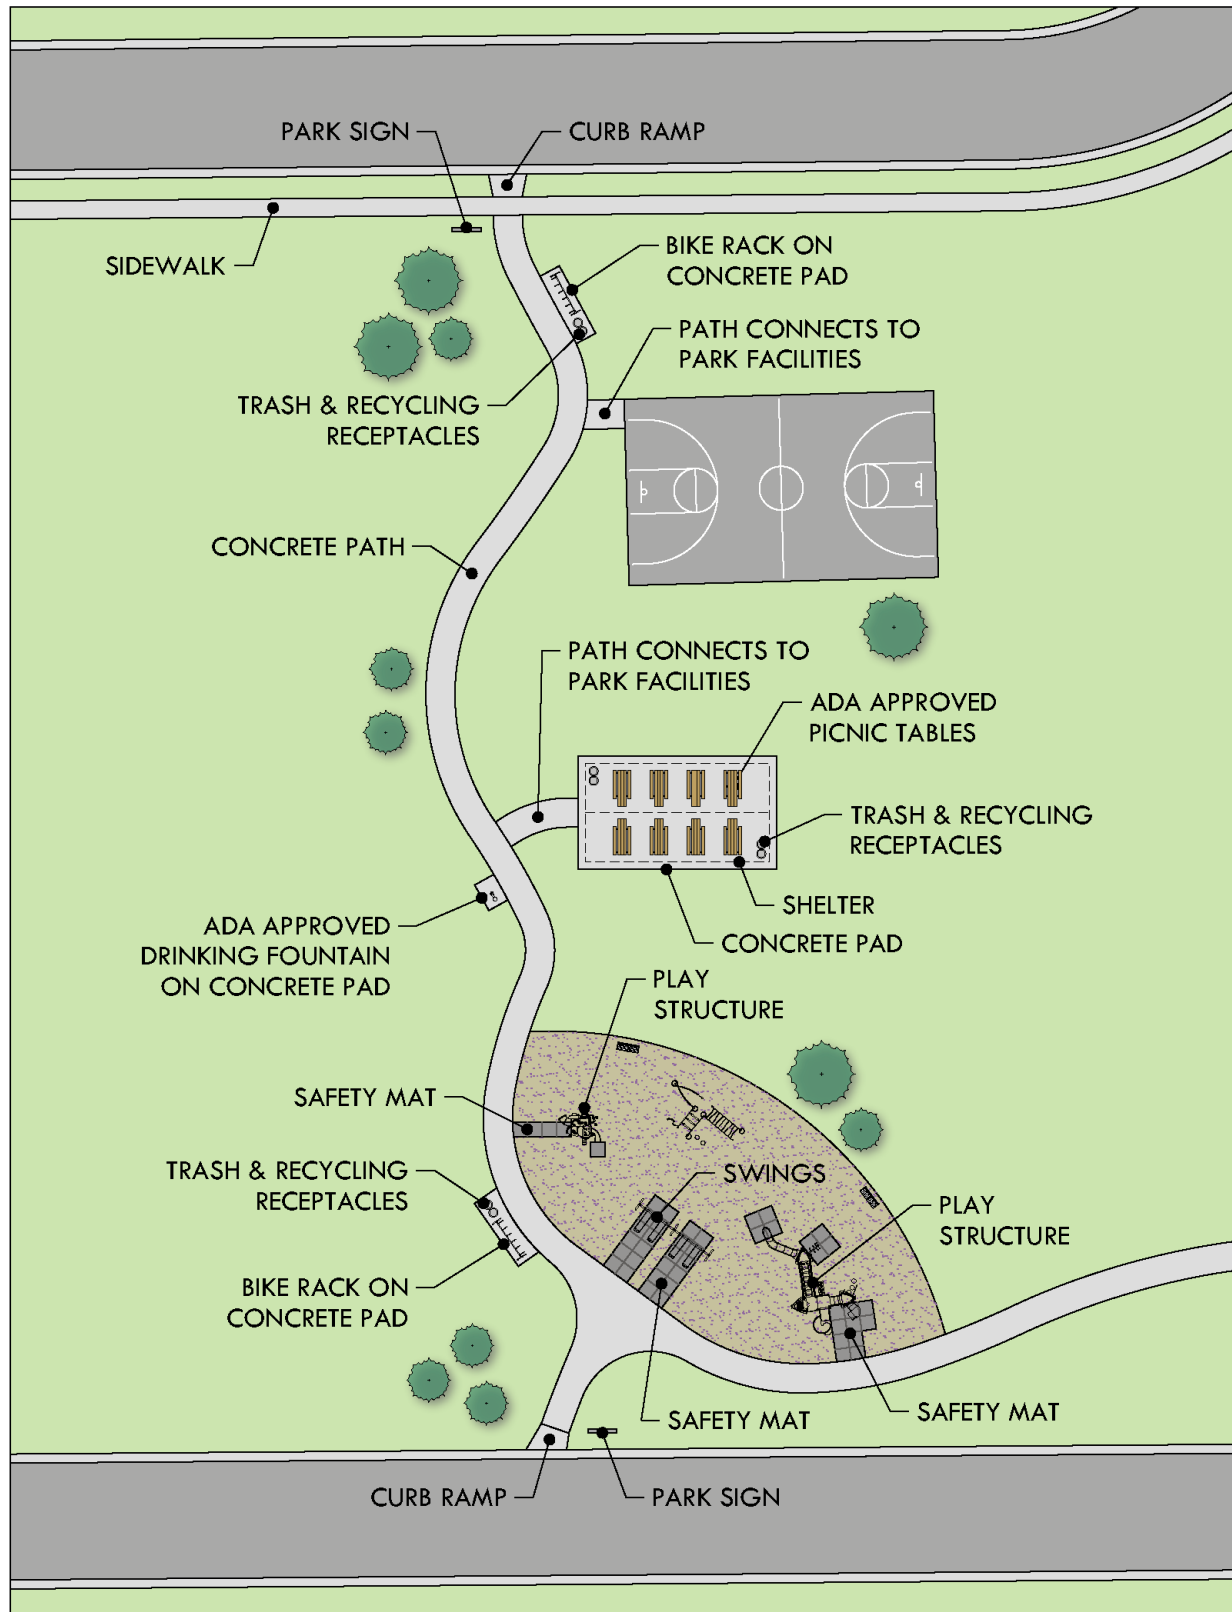 PARK SIGN
CURB RAMP
SIDEWALK
BIKE RACK ON
CONCRETE PAD
PATH CONNECTS TO
PARK FACILITIES
TRASH & RECYCLING
RECEPTACLES
CONCRETE PATH
PATH CONNECTS TO
PARK FACILITIES
ADA APPROVED
PICNIC TABLES
TRASH & RECYCLING
RECEPTACLES
SHELTER
CONCRETE PAD
ADA APPROVED
DRINKING FOUNTAIN
ON CONCRETE PAD
PLAY
STRUCTURE
SAFETY MAT
TRASH & RECYCLING
RECEPTACLES
SWINGS
PLAY
STRUCTURE
BIKE RACK ON
CONCRETE PAD
SAFETY MAT
SAFETY MAT
CURB RAMP
PARK SIGN